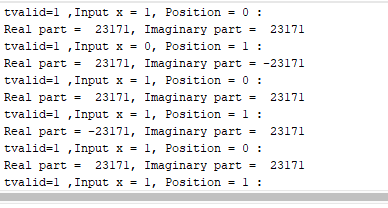 tvalid=1 ,Input x = 1, Position = 0 :
Real part =  23171, Imaginary part =  23171
tvalid=1 ,Input x = 0, Position = 1 :
Real part =  23171, Imaginary part = -23171
tvalid=1 ,Input x = 1, Position = 0 :
Real part =  23171, Imaginary part =  23171
tvalid=1 ,Input x = 1, Position = 1 :
Real part = -23171, Imaginary part =  23171
tvalid=1 ,Input x = 1, Position = 0 :
Real part =  23171, Imaginary part =  23171
tvalid=1 ,Input x = 1, Position = 1 :